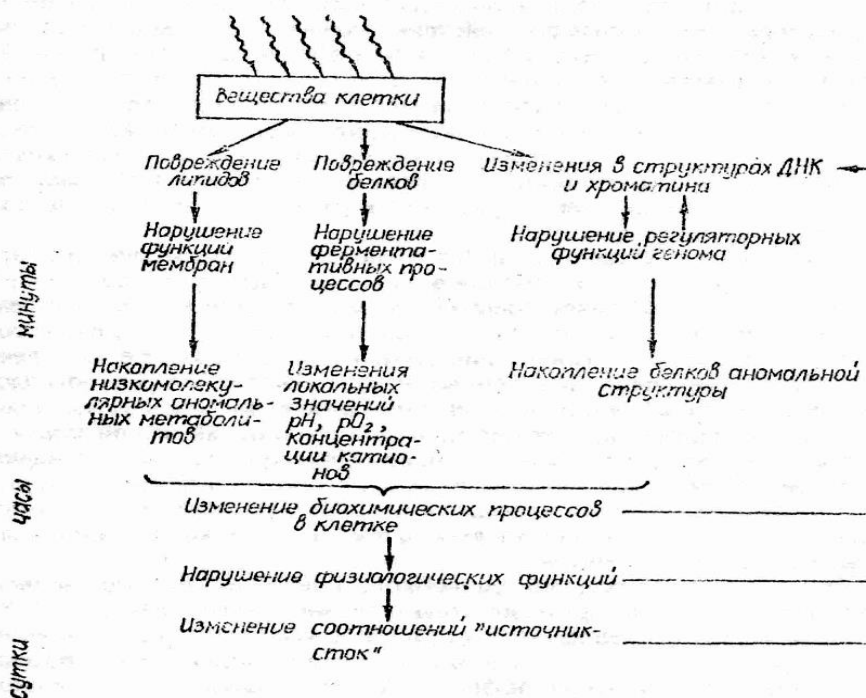 Вещества клетки
Повреждение
липидов
Повреждение
белков
Изменения в структурах ДНК
и хроматина
Нарушение
функций
мембран
Нарушение
фермента-
тивных про-
цессов
Нарушение регуляторных
функций генома
минуты
Накопление
низкомолеку-
лярных аномаль-
ных метаболи-
тов
Изменения
локальных
значений
pH, pO₂,
концентра-
ции катио-
нов
Накопление белков аномальной
структуры
часы
Изменение биохимических процессов
в клетке
Нарушение физиологических функций
сутки
Изменение соотношений "источник-
сток"